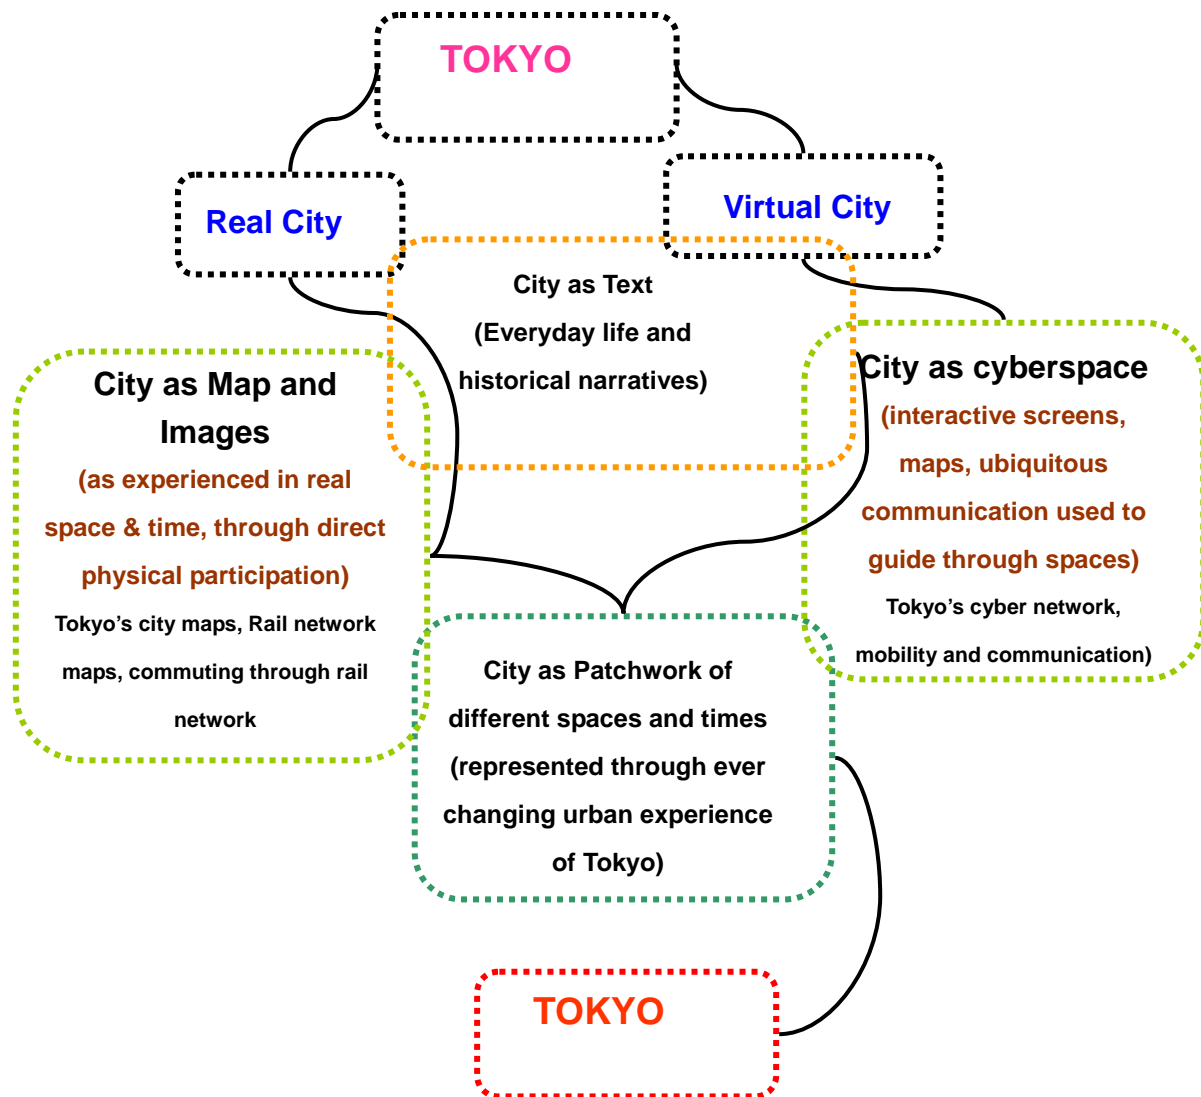 TOKYO
Real City
Virtual City
City as Text
(Everyday life and
historical narratives)
City as Map and
Images
(as experienced in real
space & time, through direct
physical participation)
Tokyo’s city maps, Rail network
maps, commuting through rail
network
City as cyberspace
(interactive screens,
maps, ubiquitous
communication used to
guide through spaces)
Tokyo’s cyber network,
mobility and communication)
City as Patchwork of
different spaces and times
(represented through ever
changing urban experience
of Tokyo)
TOKYO